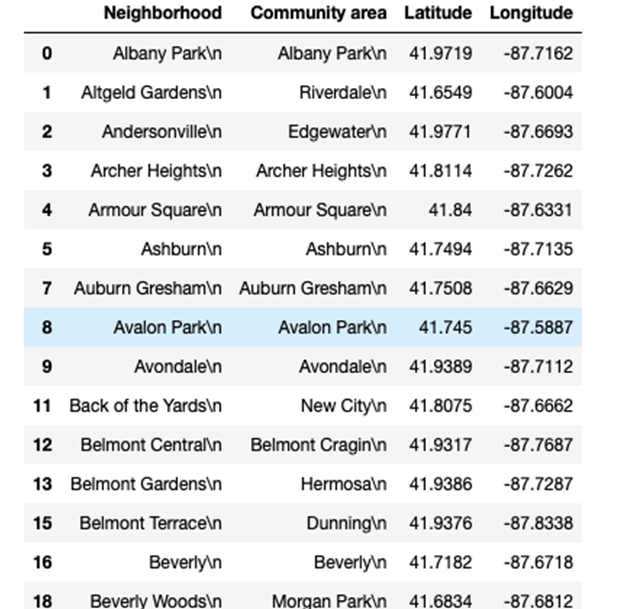 Neighborhood Community area Latitude Longitude
0 Albany Park\n Albany Park\n 41.9719 -87.7162
1 Altgeld Gardens\n Riverdale\n 41.6549 -87.6004
2 Andersonville\n Edgewater\n 41.9771 -87.6693
3 Archer Heights\n Archer Heights\n 41.8114 -87.7262
4 Armour Square\n Armour Square\n 41.84 -87.6331
5 Ashburn\n Ashburn\n 41.7494 -87.7135
7 Auburn Gresham\n Auburn Gresham\n 41.7508 -87.6629
8 Avalon Park\n Avalon Park\n 41.745 -87.5887
9 Avondale\n Avondale\n 41.9389 -87.7112
11 Back of the Yards\n New City\n 41.8075 -87.6662
12 Belmont Central\n Belmont Cragin\n 41.9317 -87.7687
13 Belmont Gardens\n Hermosa\n 41.9386 -87.7287
15 Belmont Terrace\n Dunning\n 41.9376 -87.8338
16 Beverly\n Beverly\n 41.7182 -87.6718
18 Beverly Woods\n Morgan Park\n 41.6834 -87.6812